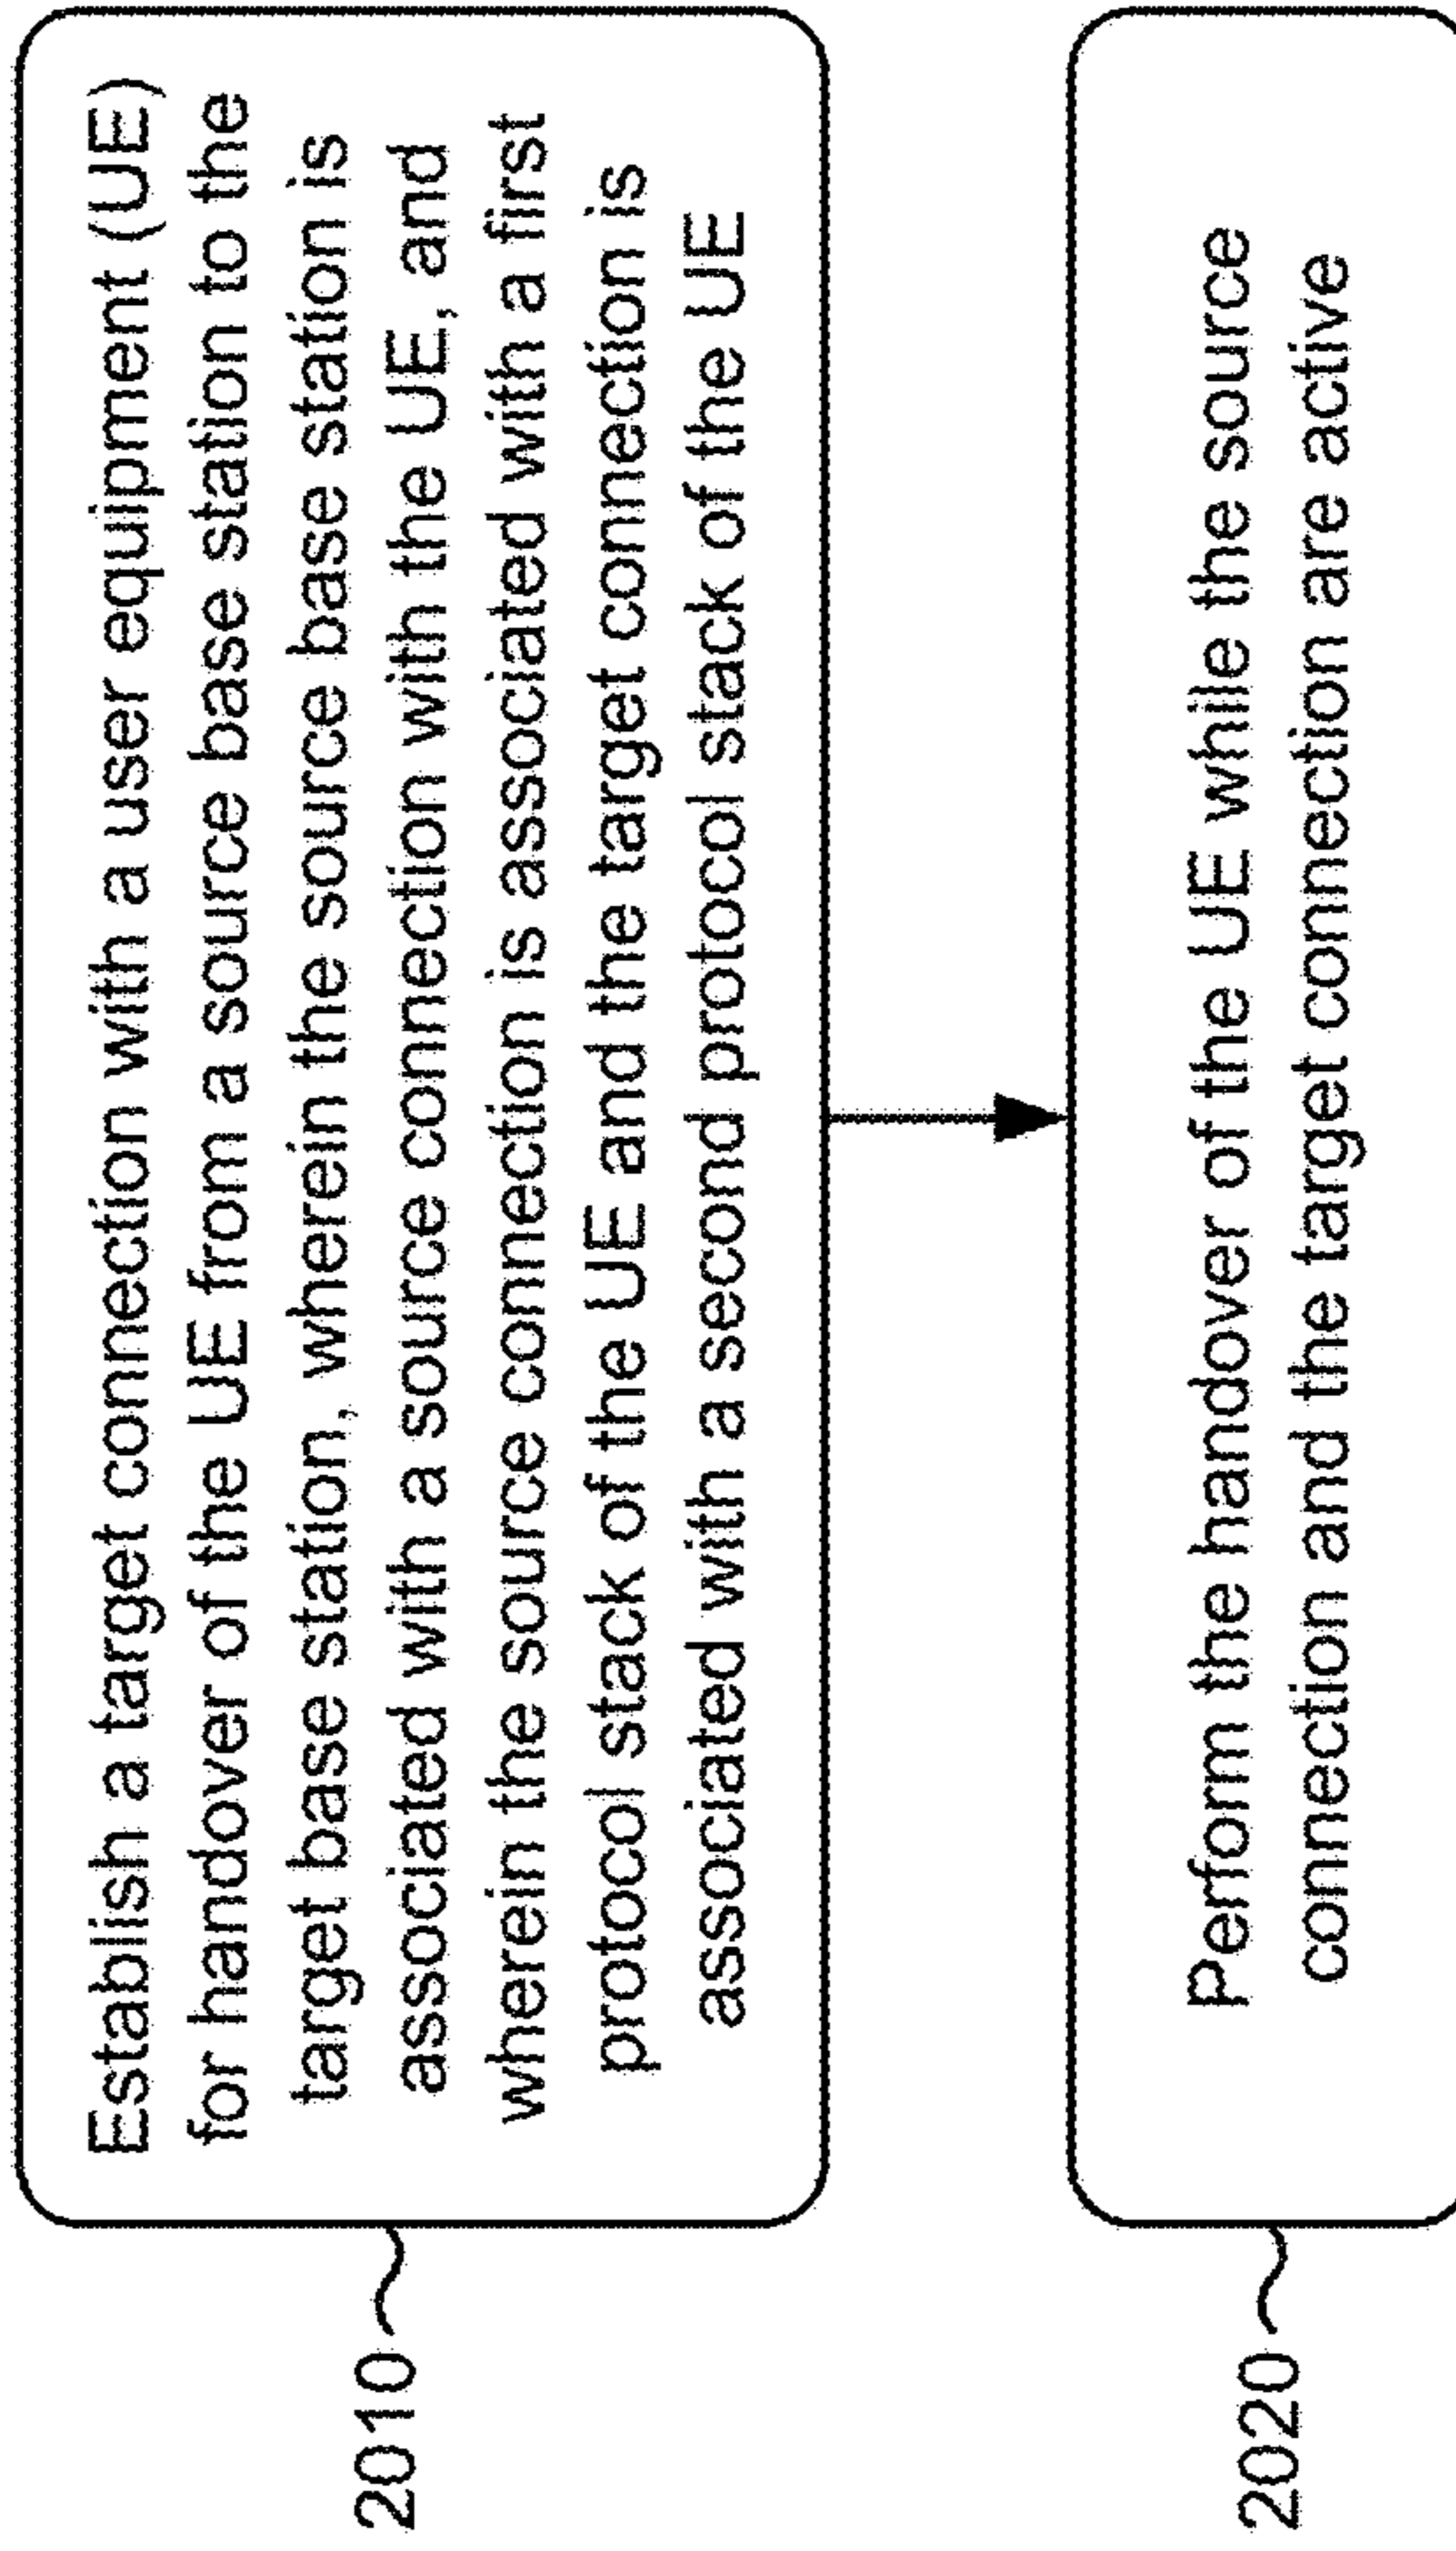 2010
Establish a target connection with a user equipment (UE)
for handover of the UE from a source base station to the
target base station, wherein the source base station is
associated with a source connection with the UE, and
wherein the source connection is associated with a first
protocol stack of the UE and the target connection is
associated with a second protocol stack of the UE
2020
Perform the handover of the UE while the source
connection and the target connection are active